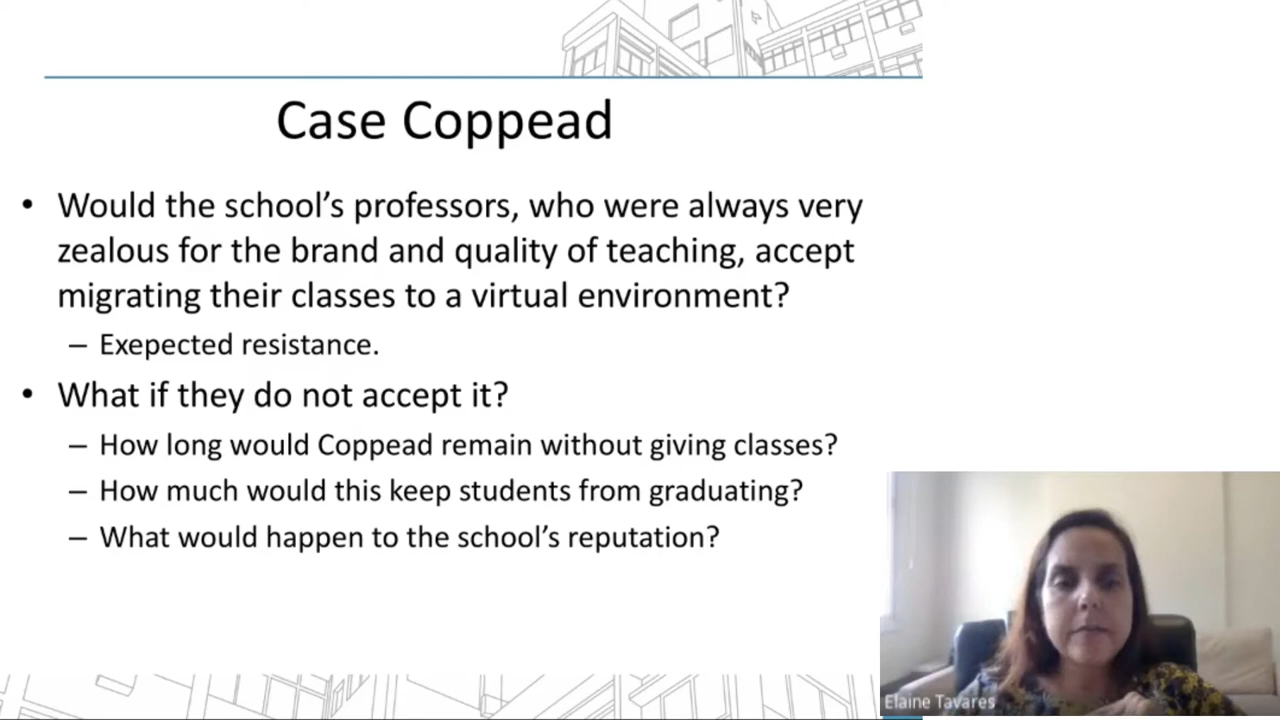 Case Coppead
• Would the school’s professors, who were always very
zealous for the brand and quality of teaching, accept
migrating their classes to a virtual environment?
– Exepected resistance.
• What if they do not accept it?
– How long would Coppead remain without giving classes?
– How much would this keep students from graduating?
– What would happen to the school’s reputation?
Elaine Tavares